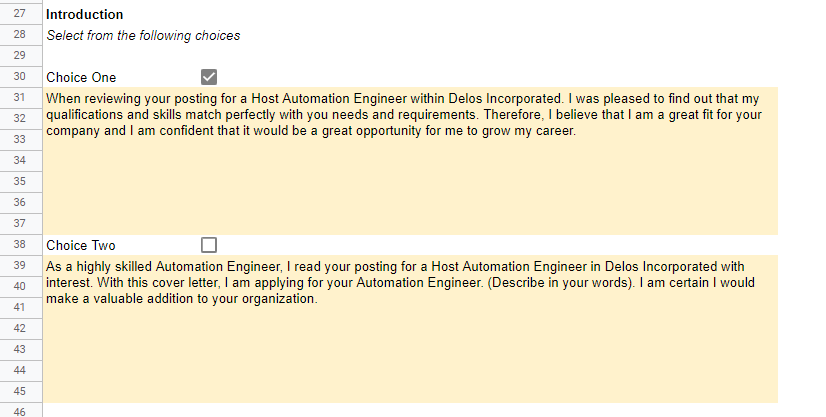 27 Introduction
28 Select from the following choices
29
30 Choice One
31 When reviewing your posting for a Host Automation Engineer within Delos Incorporated. I was pleased to find out that my
32 qualifications and skills match perfectly with you needs and requirements. Therefore, I believe that I am a great fit for your
33 company and I am confident that it would be a great opportunity for me to grow my career.
34
35
36
37
38 Choice Two
39 As a highly skilled Automation Engineer, I read your posting for a Host Automation Engineer in Delos Incorporated with
40 interest. With this cover letter, I am applying for your Automation Engineer. (Describe in your words). I am certain I would
41 make a valuable addition to your organization.
42
43
44
45
46